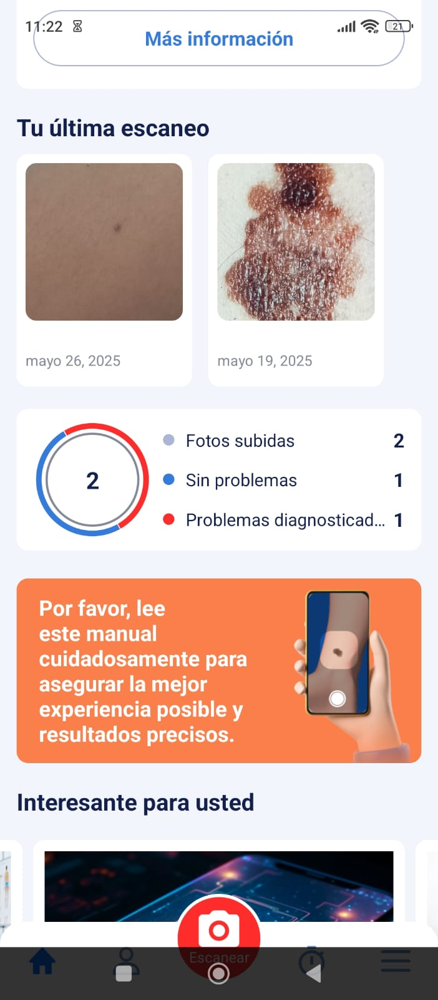 11:22
21
Más información
Tu última escaneo
mayo 26, 2025
mayo 19, 2025
2
Fotos subidas 2
Sin problemas 1
Problemas diagnosticad... 1
Por favor, lee
este manual
cuidadosamente para
asegurar la mejor
experiencia posible y
resultados precisos.
Interesante para usted
Escanear